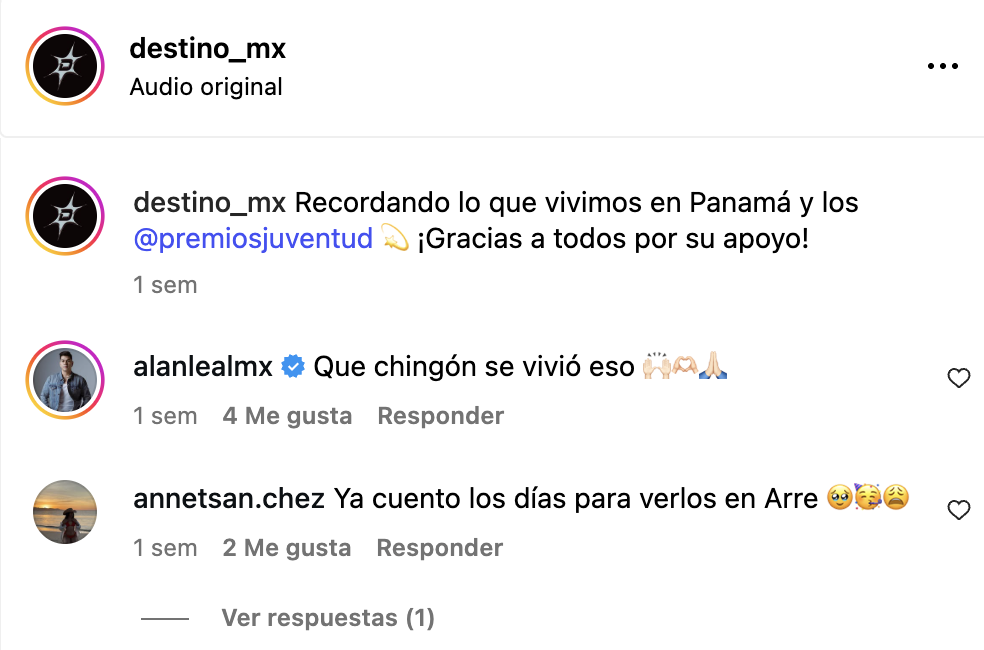 destino_mx
Audio original
destino_mx Recordando lo que vivimos en Panamá y los
@premiosjuventud 💫 ¡Gracias a todos por su apoyo!
1 sem
alanlealmx Que chingón se vivió eso 🙌🏻🫶🏻🙏🏻
1 sem 4 Me gusta Responder
annetsan.chez Ya cuento los días para verlos en Arre 🥹🥳😩
1 sem 2 Me gusta Responder
Ver respuestas (1)